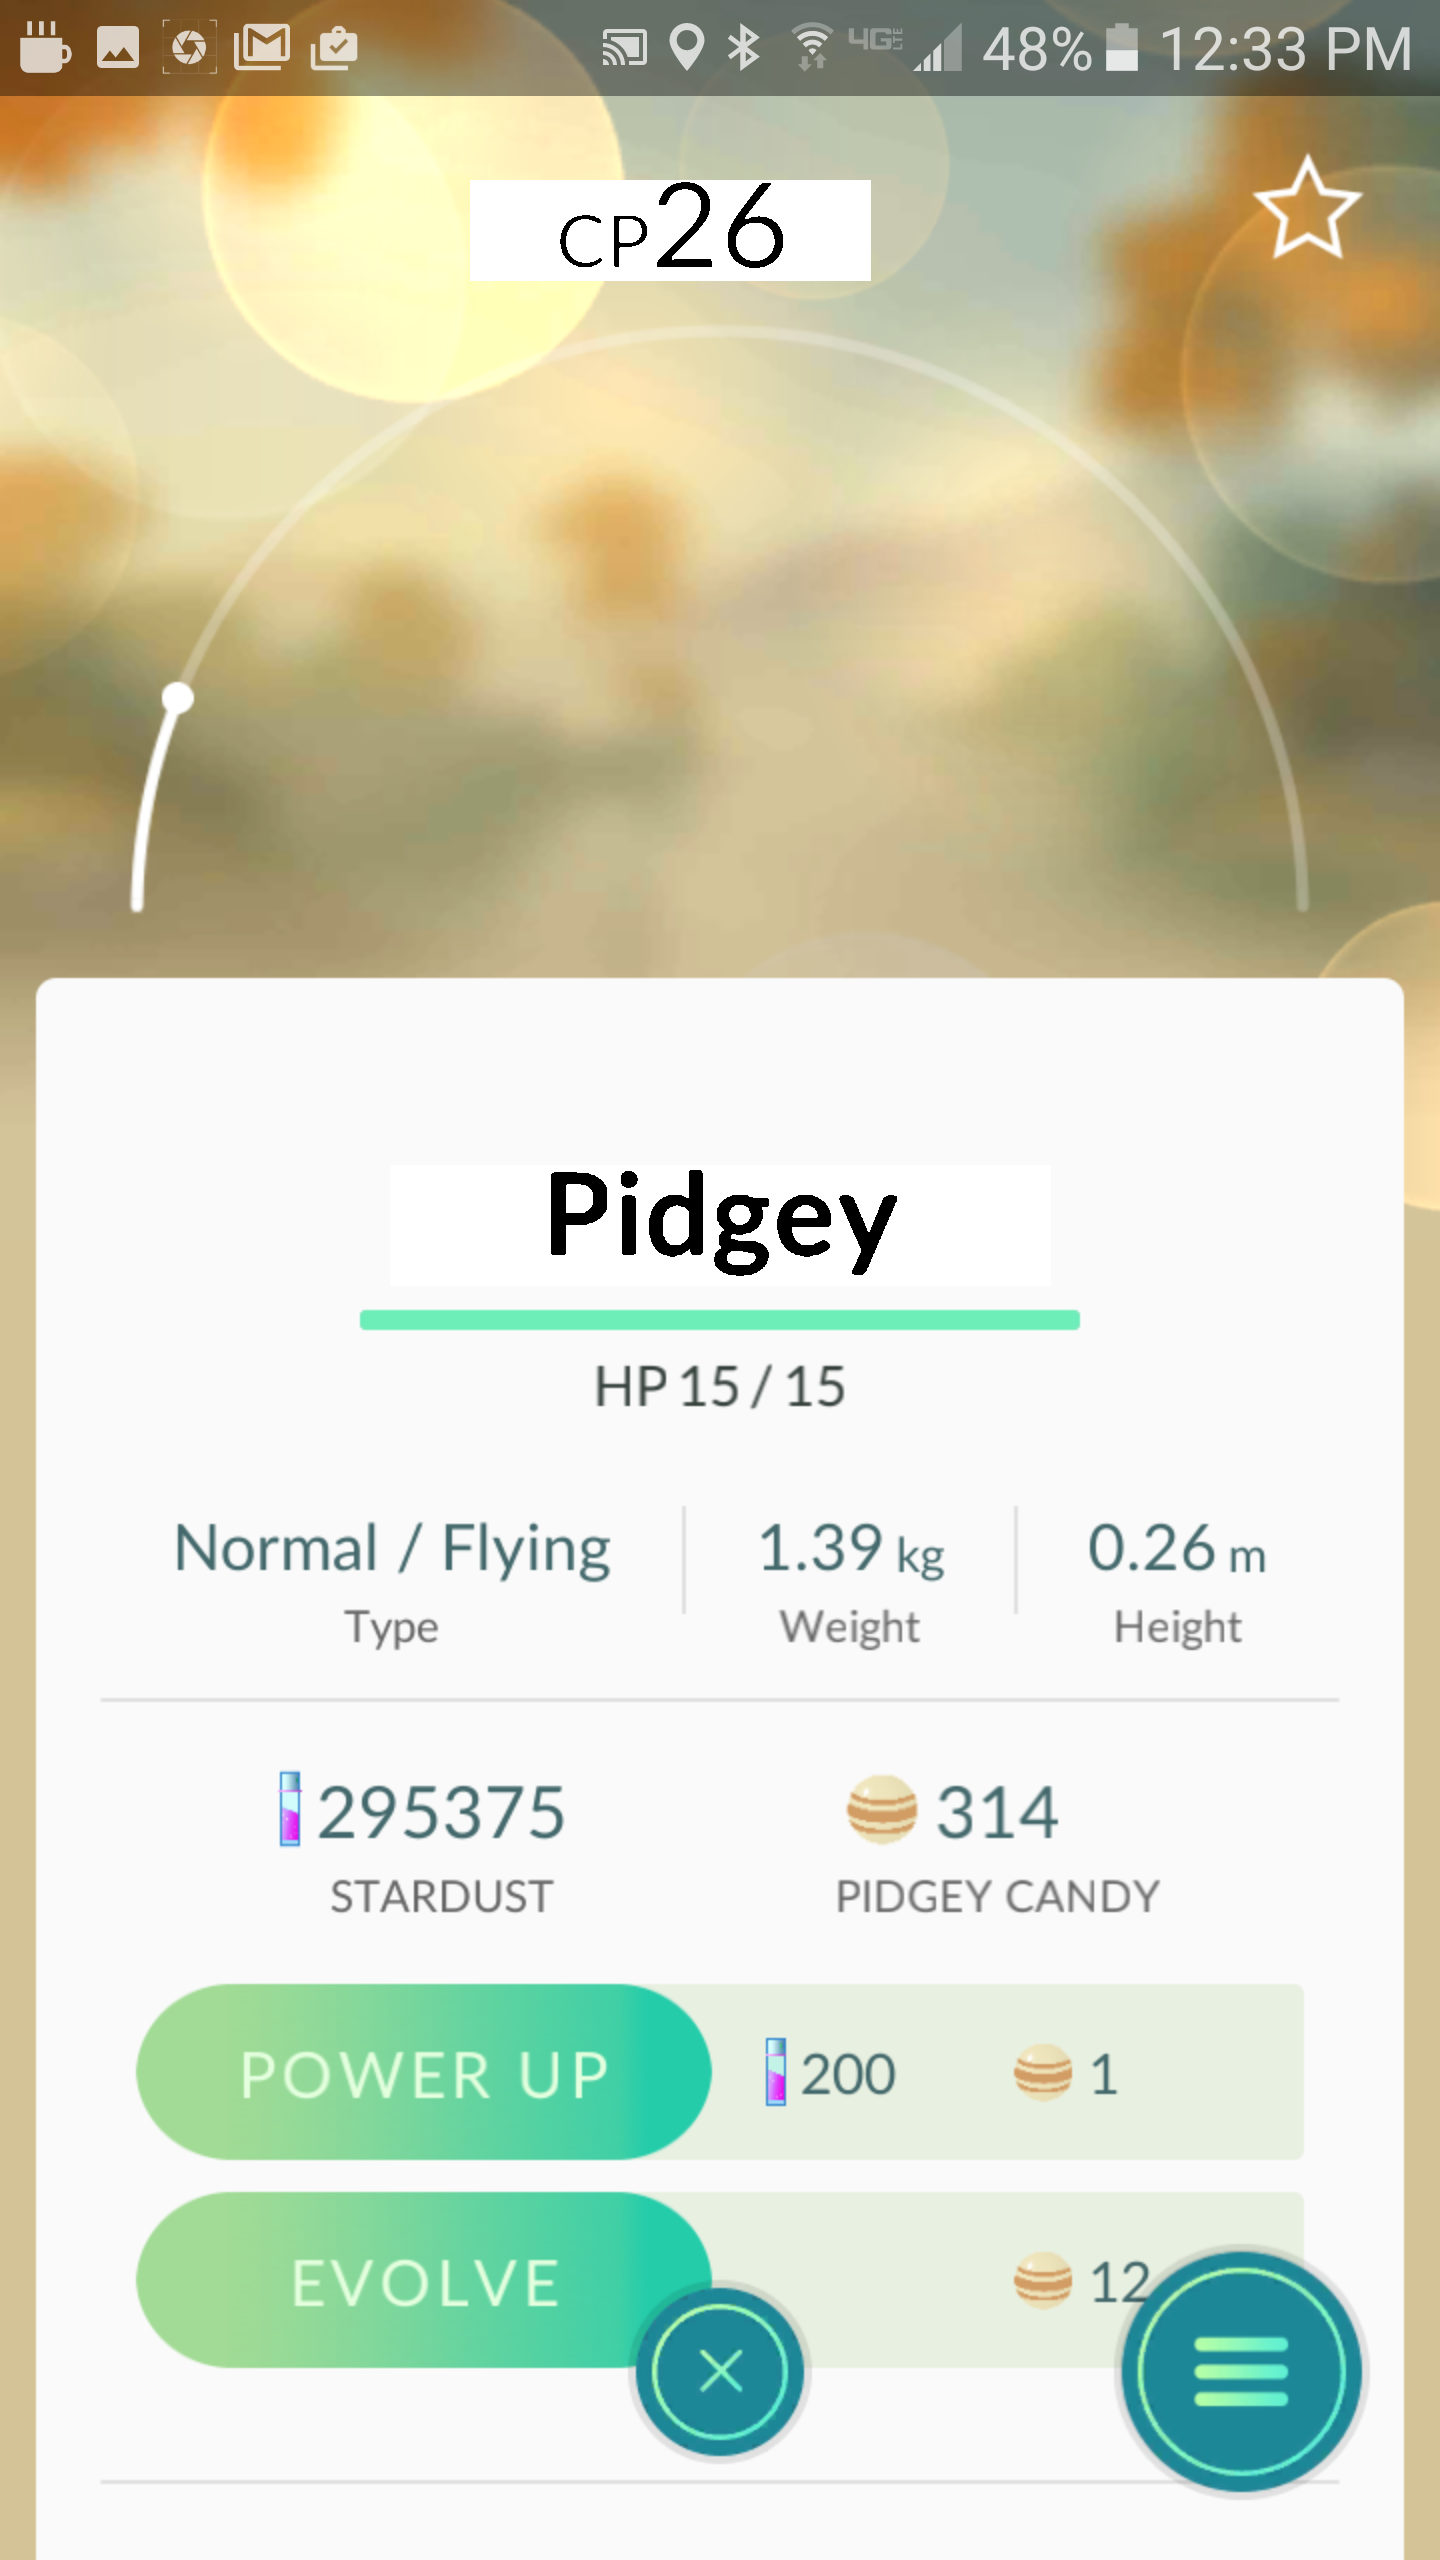 4G LTE 48% 12:33 PM
CP26
Pidgey
HP 15 / 15
Normal / Flying 1.39 kg 0.26 m
Type Weight Height
295375 314
STARDUST PIDGEY CANDY
POWER UP 200 1
EVOLVE 12